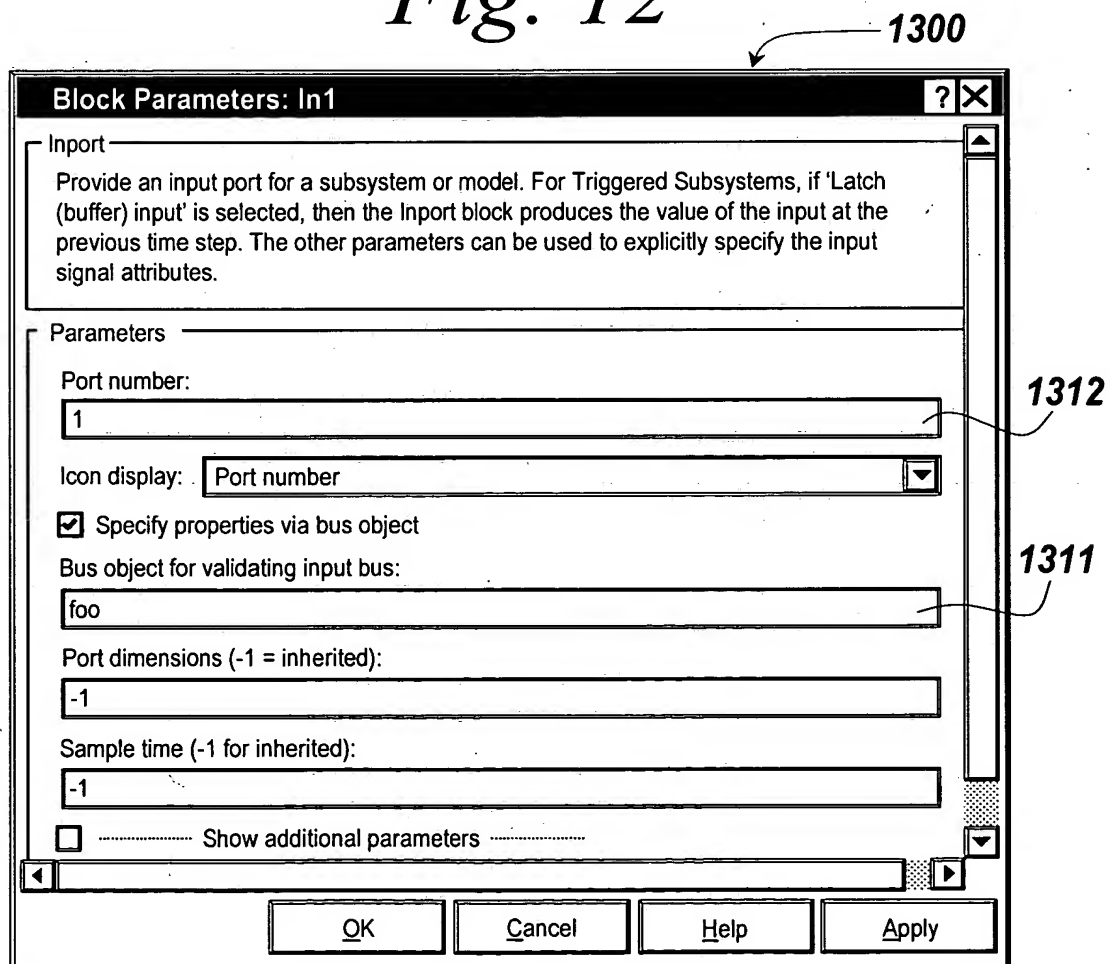 Fig. 12
1300
Block Parameters: In1
?
Inport
Provide an input port for a subsystem or model. For Triggered Subsystems, if 'Latch
(buffer) input' is selected, then the Inport block produces the value of the input at the
previous time step. The other parameters can be used to explicitly specify the input
signal attributes.
Parameters
Port number:
1
1312
Icon display: Port number
Specify properties via bus object
Bus object for validating input bus:
1311
foo
Port dimensions (-1 = inherited):
-1
Sample time (-1 for inherited):
-1
Show additional parameters
OK Cancel Help Apply